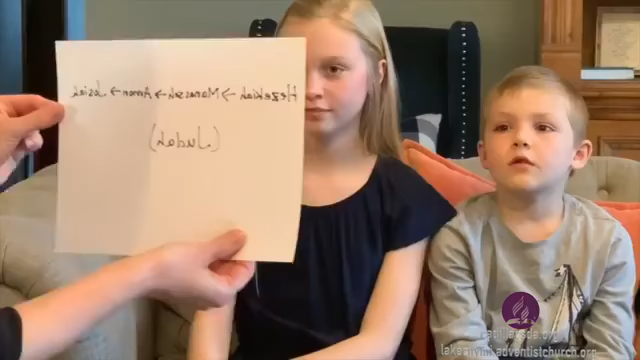 Hezekiah → Manasseh → Amon → Josiah
(Judah)